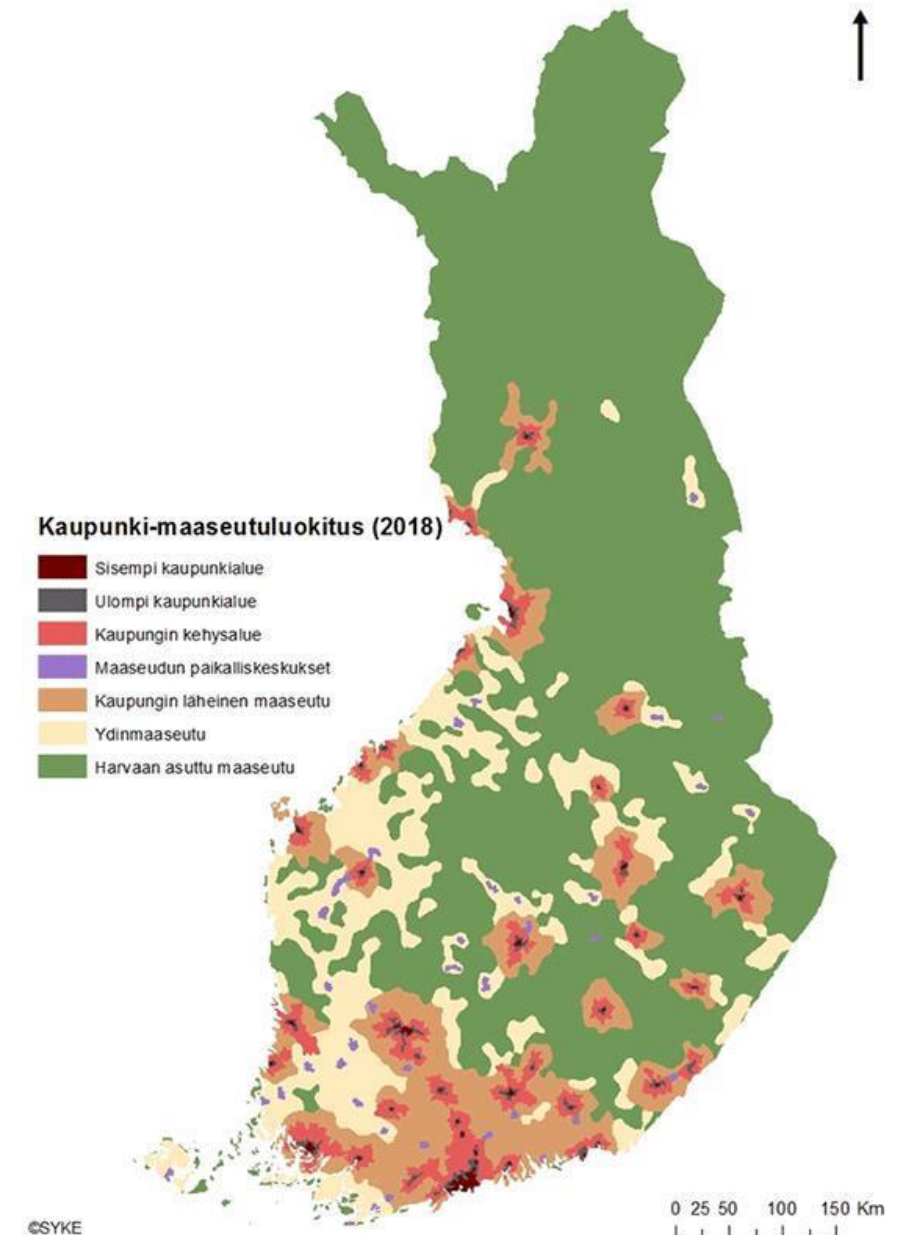 Kaupunki-maaseutuluokitus (2018)
Sisempi kaupunkialue
Ulompi kaupunkialue
Kaupungin kehysalue
Maaseudun paikalliskeskukset
Kaupungin läheinen maaseutu
Ydinmaaseutu
Harvaan asuttu maaseutu
0 25 50 100 150 Km
©SYKE